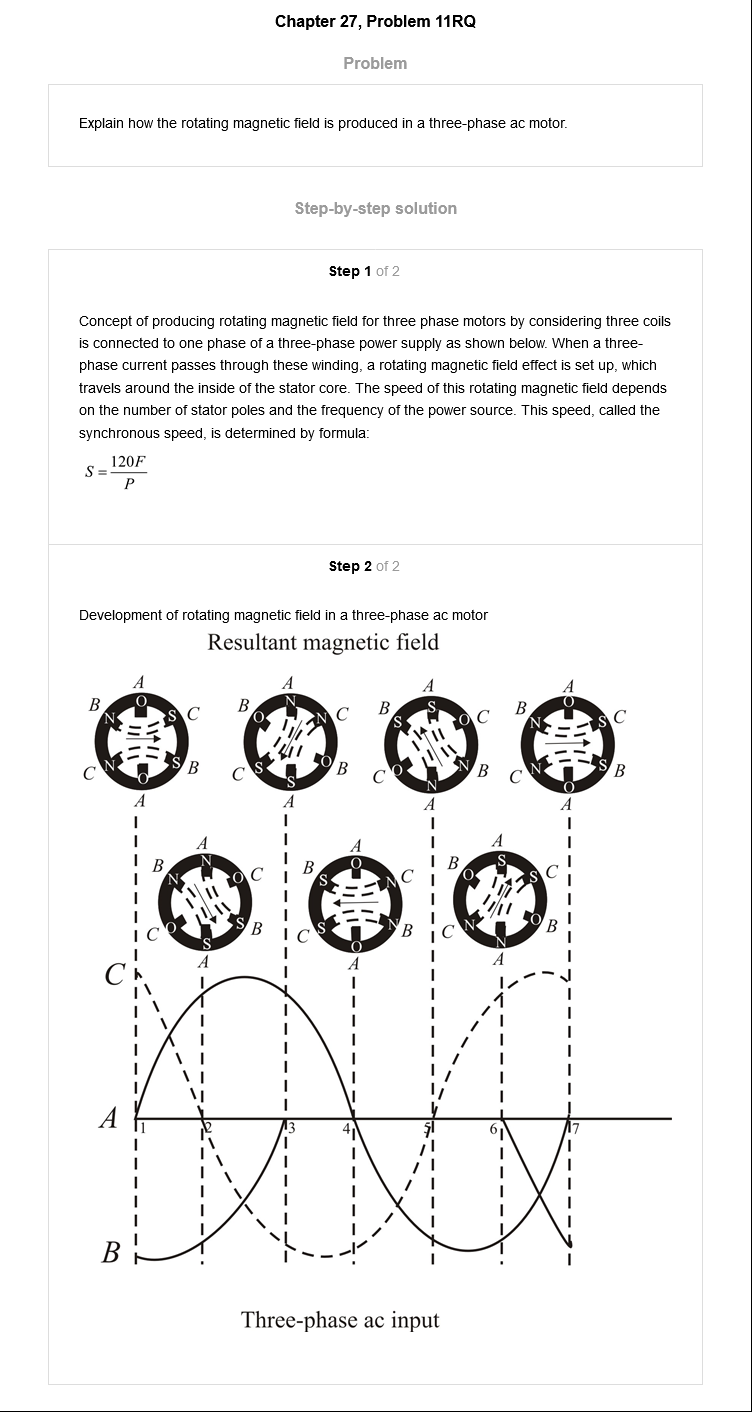 Chapter 27, Problem 11RQ
Problem
Explain how the rotating magnetic field is produced in a three-phase ac motor.
Step-by-step solution
Step 1 of 2
Concept of producing rotating magnetic field for three phase motors by considering three coils
is connected to one phase of a three-phase power supply as shown below. When a three-
phase current passes through these winding, a rotating magnetic field effect is set up, which
travels around the inside of the stator core. The speed of this rotating magnetic field depends
on the number of stator poles and the frequency of the power source. This speed, called the
synchronous speed, is determined by formula:
S = 120F / P
Step 2 of 2
Development of rotating magnetic field in a three-phase ac motor
Resultant magnetic field
A A A A
B O C B N C B S C B O C
N S O N S O N S
C N S B C S O B C O N B C N S B
O S N O
A A A A
A A A
B N C B O C B S C
N O S N O S
C O S B C S N B C N O B
S O N
A A A
C
A 1 2 3 4 5 6 7
B
Three-phase ac input